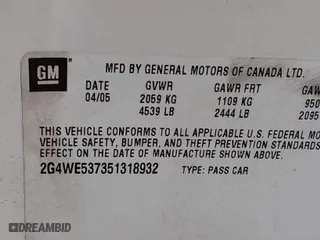 GM
MFD BY GENERAL MOTORS OF CANADA LTD.
DATE GVWR GAWR FRT
04/05 2059 KG 1109 KG 950
4539 LB 2444 LB 2095
THIS VEHICLE CONFORMS TO ALL APPLICABLE U.S. FEDERAL
VEHICLE SAFETY, BUMPER, AND THEFT PREVENTION STANDARDS
EFFECT ON THE DATE OF MANUFACTURE SHOWN ABOVE.
2G4WE537351318932 TYPE: PASS CAR
DREAMBID